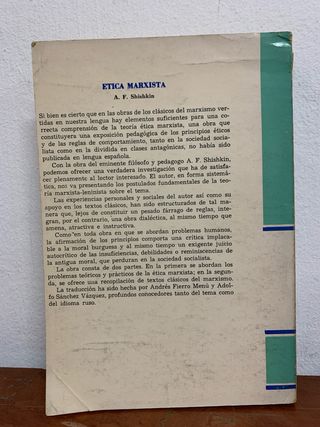 ETICA MARXISTA
A. F. Shishkin
Si bien es cierto que en las obras de los clásicos del marxismo ver-
tidas en nuestra lengua hay elementos suficientes para una co-
rrecta comprensión de la teoría ética marxista, una obra que
constituyera una exposición pedagógica de los principios éticos
y de las reglas de comportamiento, tanto en la sociedad socia-
lista como en la dividida en clases antagónicas, no había sido
publicada en lengua española.
Con la obra del eminente filósofo y pedagogo A. F. Shishkin,
podemos ofrecer una verdadera investigación que ha de satisfa-
cer plenamente al lector interesado. El autor, en forma sistemá-
tica, nos va presentando los postulados fundamentales de la teo-
ría marxista-leninista sobre el tema.
Las experiencias personales y sociales del autor así como su
apoyo en los textos clásicos, han sido estructurados de tal ma-
nera que, lejos de constituir un pesado fárrago de reglas, inte-
gran, por el contrario, una obra dialéctica, al mismo tiempo que
amena, atractiva e instructiva.
Como en toda obra en que se abordan problemas humanos,
la afirmación de los principios comporta una crítica implaca-
ble a la moral burguesa y al mismo tiempo un exigente juicio
autocrítico de las insuficiencias, debilidades o reminiscencias de
la antigua moral, que perduran en la sociedad socialista.
La obra consta de dos partes. En la primera se abordan los
problemas teóricos y prácticos de la ética marxista; en la segun-
da, se ofrece una recopilación de textos clásicos del marxismo.
La traducción ha sido hecha por Andrés Fierro Menú y Adol-
fo Sánchez Vázquez, profundos conocedores tanto del tema como
del idioma ruso.